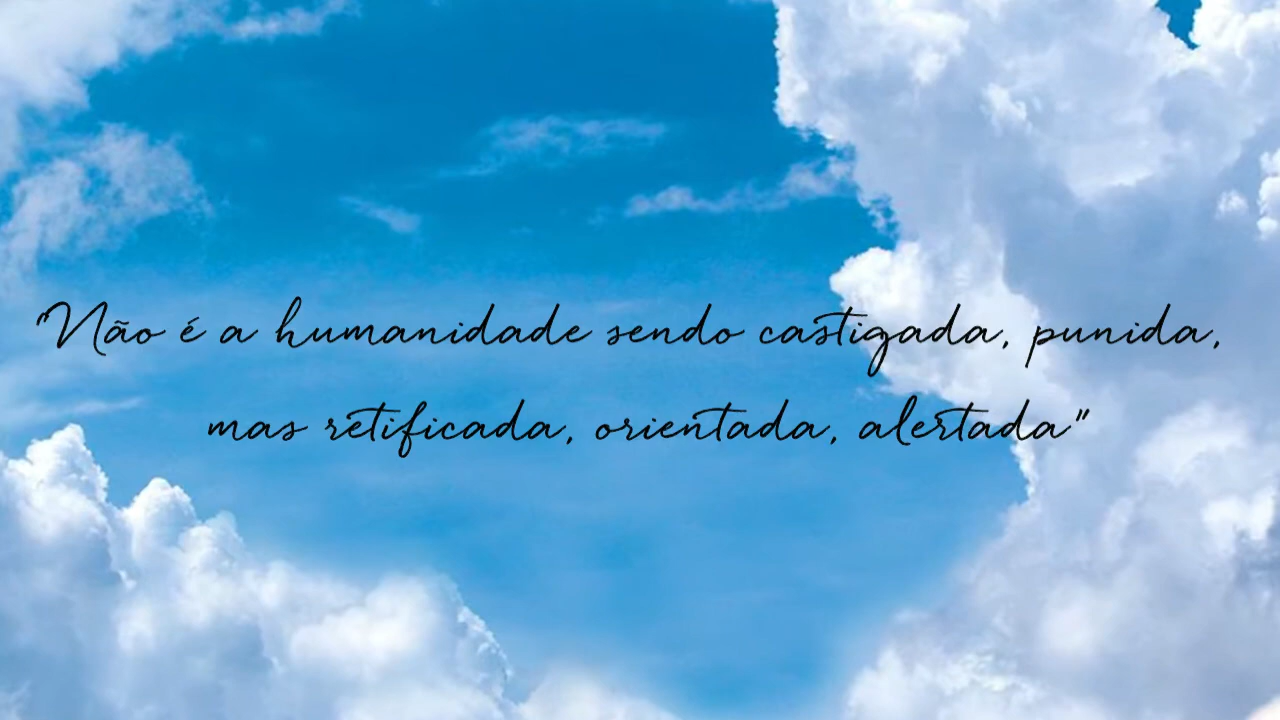 "Não é a humanidade sendo castigada, punida,
mas retificada, orientada, alertada"